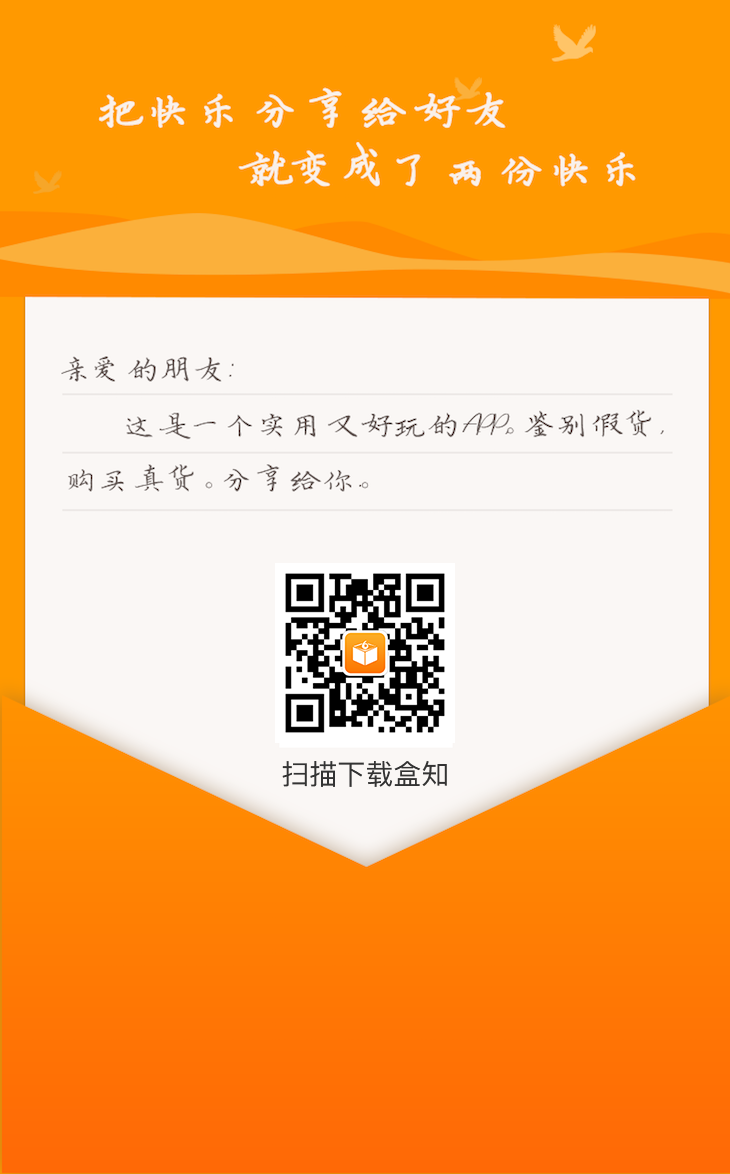 把快乐分享给好友
就变成了两份快乐
亲爱的朋友:
这是一个实用又好玩的APP。鉴别假货,
购买真货。分享给你。
扫描下载盒知